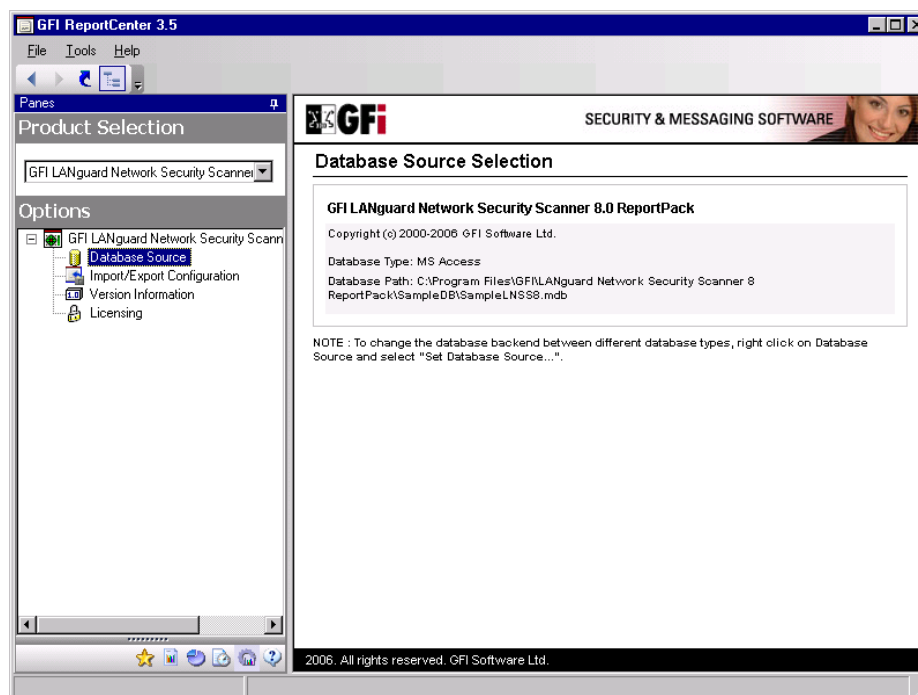 GFI ReportCenter 3.5
File Tools Help
Panes
Product Selection
GFI LANguard Network Security Scanner
Options
GFI LANguard Network Security Scann
Database Source
Import/Export Configuration
1.0 Version Information
Licensing
GFi
SECURITY & MESSAGING SOFTWARE
Database Source Selection
GFI LANguard Network Security Scanner 8.0 ReportPack
Copyright (c) 2000-2006 GFI Software Ltd.
Database Type: MS Access
Database Path: C:\Program Files\GFI\LANguard Network Security Scanner 8
ReportPack\SampleDB\SampleLNSS8.mdb
NOTE : To change the database backend between different database types, right click on Database
Source and select "Set Database Source...".
2006. All rights reserved. GFI Software Ltd.